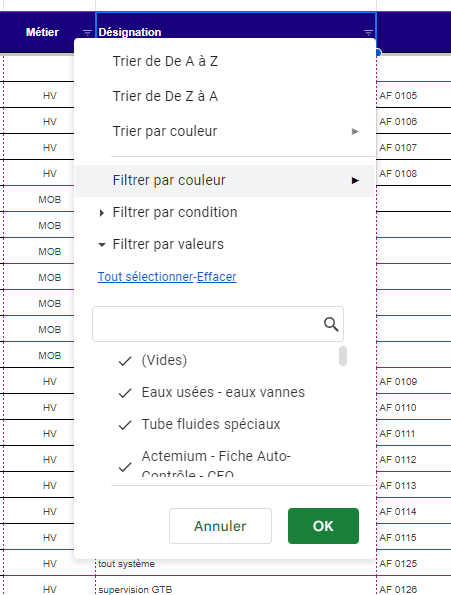 Métier Désignation
Trier de De A à Z
HV Trier de De Z à A AF 0105
HV AF 0106
HV Trier par couleur AF 0107
HV AF 0108
Filtrer par couleur
MOB
MOB Filtrer par condition
MOB Filtrer par valeurs
MOB Tout sélectionner-Effacer
MOB
MOB
MOB (Vides)
HV AF 0109
HV Eaux usées - eaux vannes AF 0110
HV Tube fluides spéciaux AF 0111
HV Actemium - Fiche Auto- AF 0112
HV Contrôle - CFO AF 0113
HV AF 0114
HV Annuler OK AF 0115
HV tout système AF 0125
HV supervision GTB AF 0126